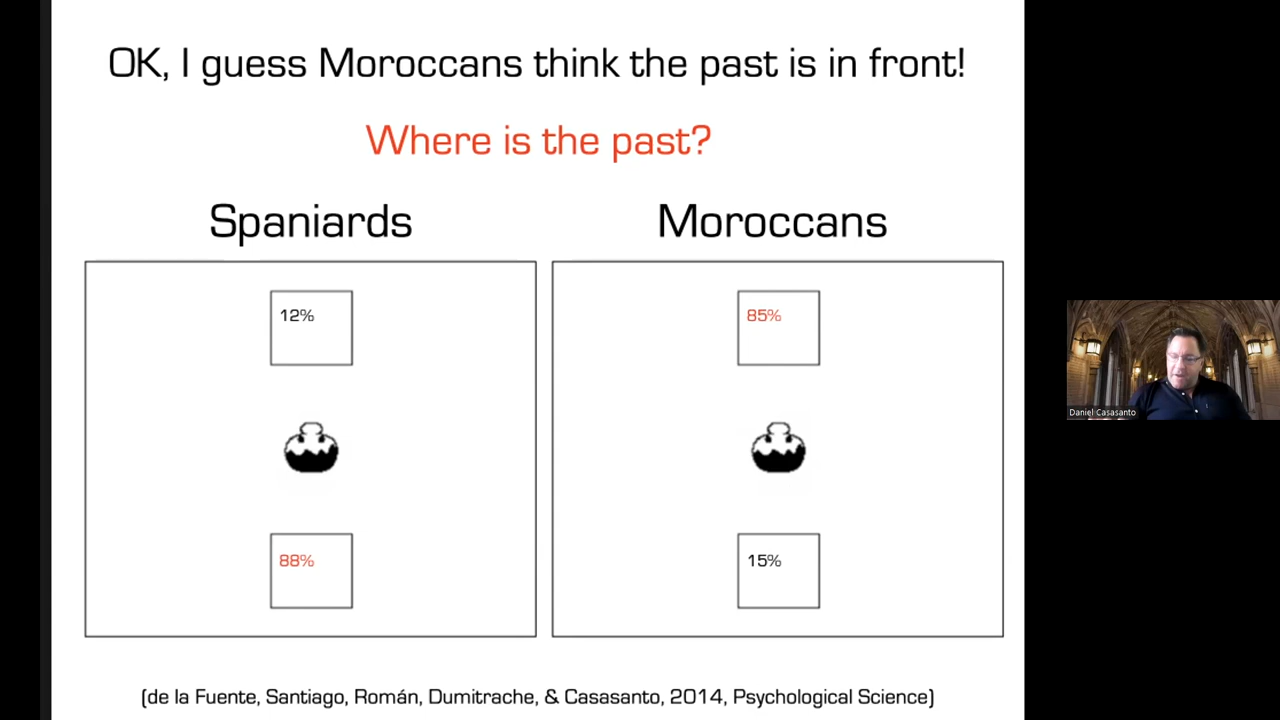 OK, I guess Moroccans think the past is in front!
Where is the past?
Spaniards
Moroccans
12%
85%
88%
15%
Daniel Casasanto
(de la Fuente, Santiago, Román, Dumitrache, & Casasanto, 2014, Psychological Science)